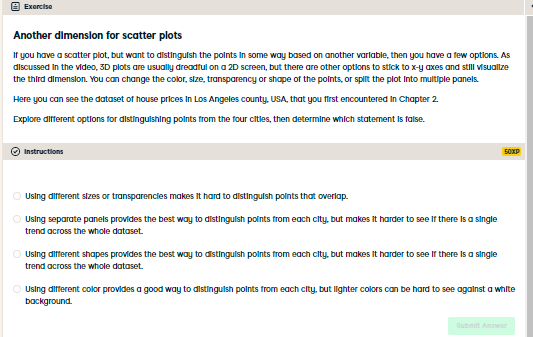 Exercise
Another dimension for scatter plots
If you have a scatter plot, but want to distinguish the points in some way based on another variable, then you have a few options. As
discussed in the video, 3D plots are usually dreadful on a 2D screen, but there are other options to stick to x-y axes and still visualize
the third dimension. You can change the color, size, transparency or shape of the points, or split the plot into multiple panels.
Here you can see the dataset of house prices in Los Angeles county, USA, that you first encountered in Chapter 2.
Explore different options for distinguishing points from the four cities, then determine which statement is false.
Instructions
50XP
Using different sizes or transparencies makes it hard to distinguish points that overlap.
Using separate panels provides the best way to distinguish points from each city, but makes it harder to see if there is a single
trend across the whole dataset.
Using different shapes provides the best way to distinguish points from each city, but makes it harder to see if there is a single
trend across the whole dataset.
Using different color provides a good way to distinguish points from each city, but lighter colors can be hard to see against a white
background.
Submit Answer